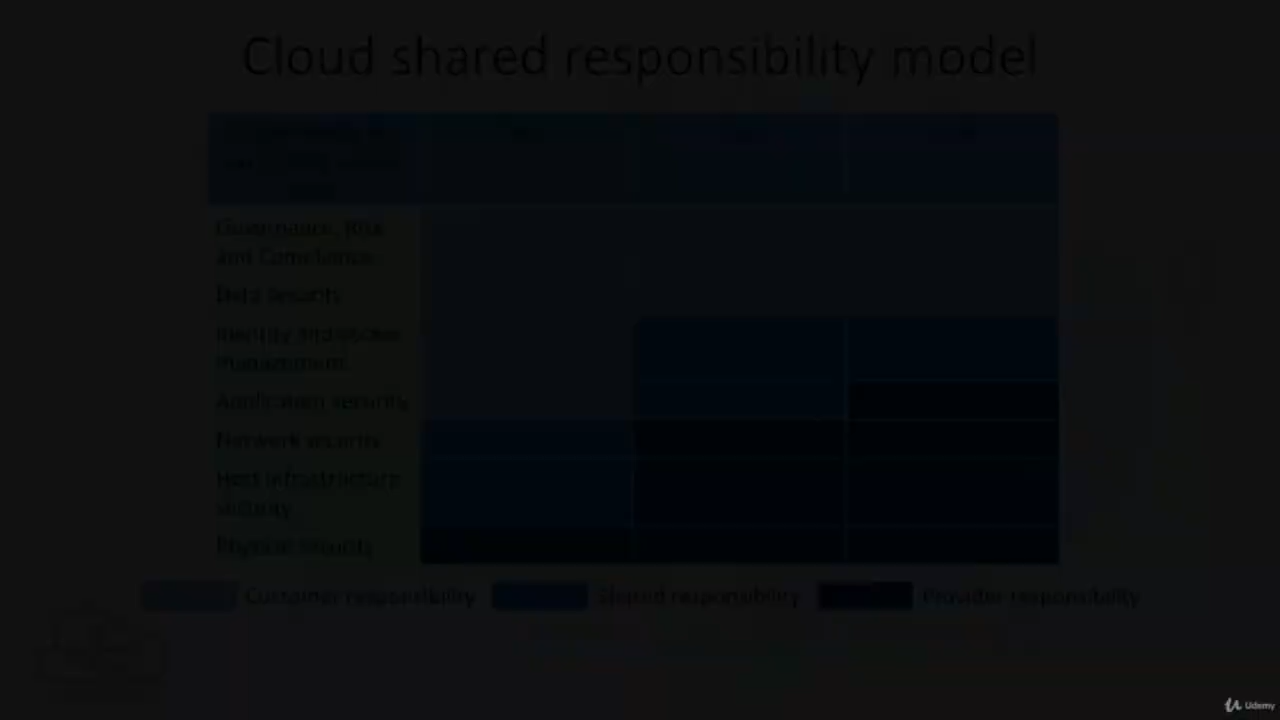 Cloud shared responsibility model
Governance, Risk
and Compliance
Data security
Identity and access
management
Application security
Network security
Host infrastructure
security
Physical security
Customer responsibility
Shared responsibility
Provider responsibility
Udemy